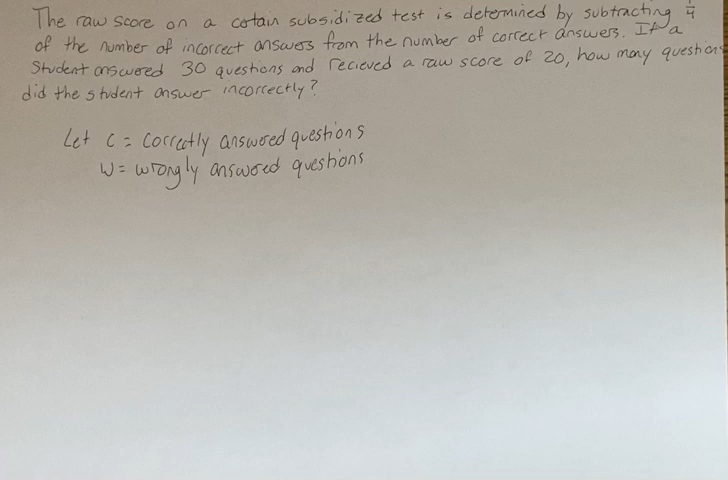 The raw score on a certain subsidized test is determined by subtracting 1/4
of the number of incorrect answers from the number of correct answers. If a
Student answered 30 questions and recieved a raw score of 20, how many questions
did the student answer incorrectly?
Let C = Correctly answered questions
W = wrongly answered questions